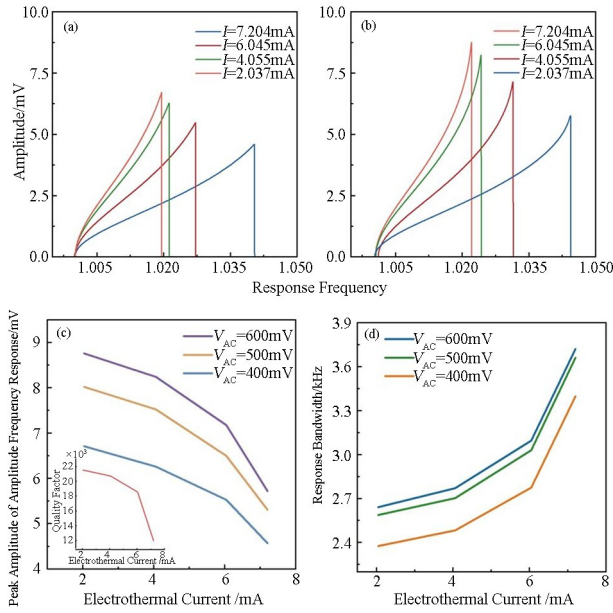 (a)
I=7.204mA
I=6.045mA
I=4.055mA
I=2.037mA
10.0
7.5
5.0
2.5
0.0
Amplitude/mV
1.005 1.020 1.035 1.050
(b)
I=7.204mA
I=6.045mA
I=4.055mA
I=2.037mA
10.0
7.5
5.0
2.5
0.0
1.005 1.020 1.035 1.050
Response Frequency
(c)
VAC=600mV
VAC=500mV
VAC=400mV
Peak Amplitude of Amplitude Frequency Response/mV
9
8
7
6
5
4
×10³
22
20
18
16
14
12
Quality Factor
2 4 6 8
Electrothermal Current /mA
2 4 6 8
Electrothermal Current /mA
(d)
VAC=600mV
VAC=500mV
VAC=400mV
Response Bandwidth/kHz
3.9
3.6
3.3
3.0
2.7
2.4
2 4 6 8
Electrothermal Current /mA